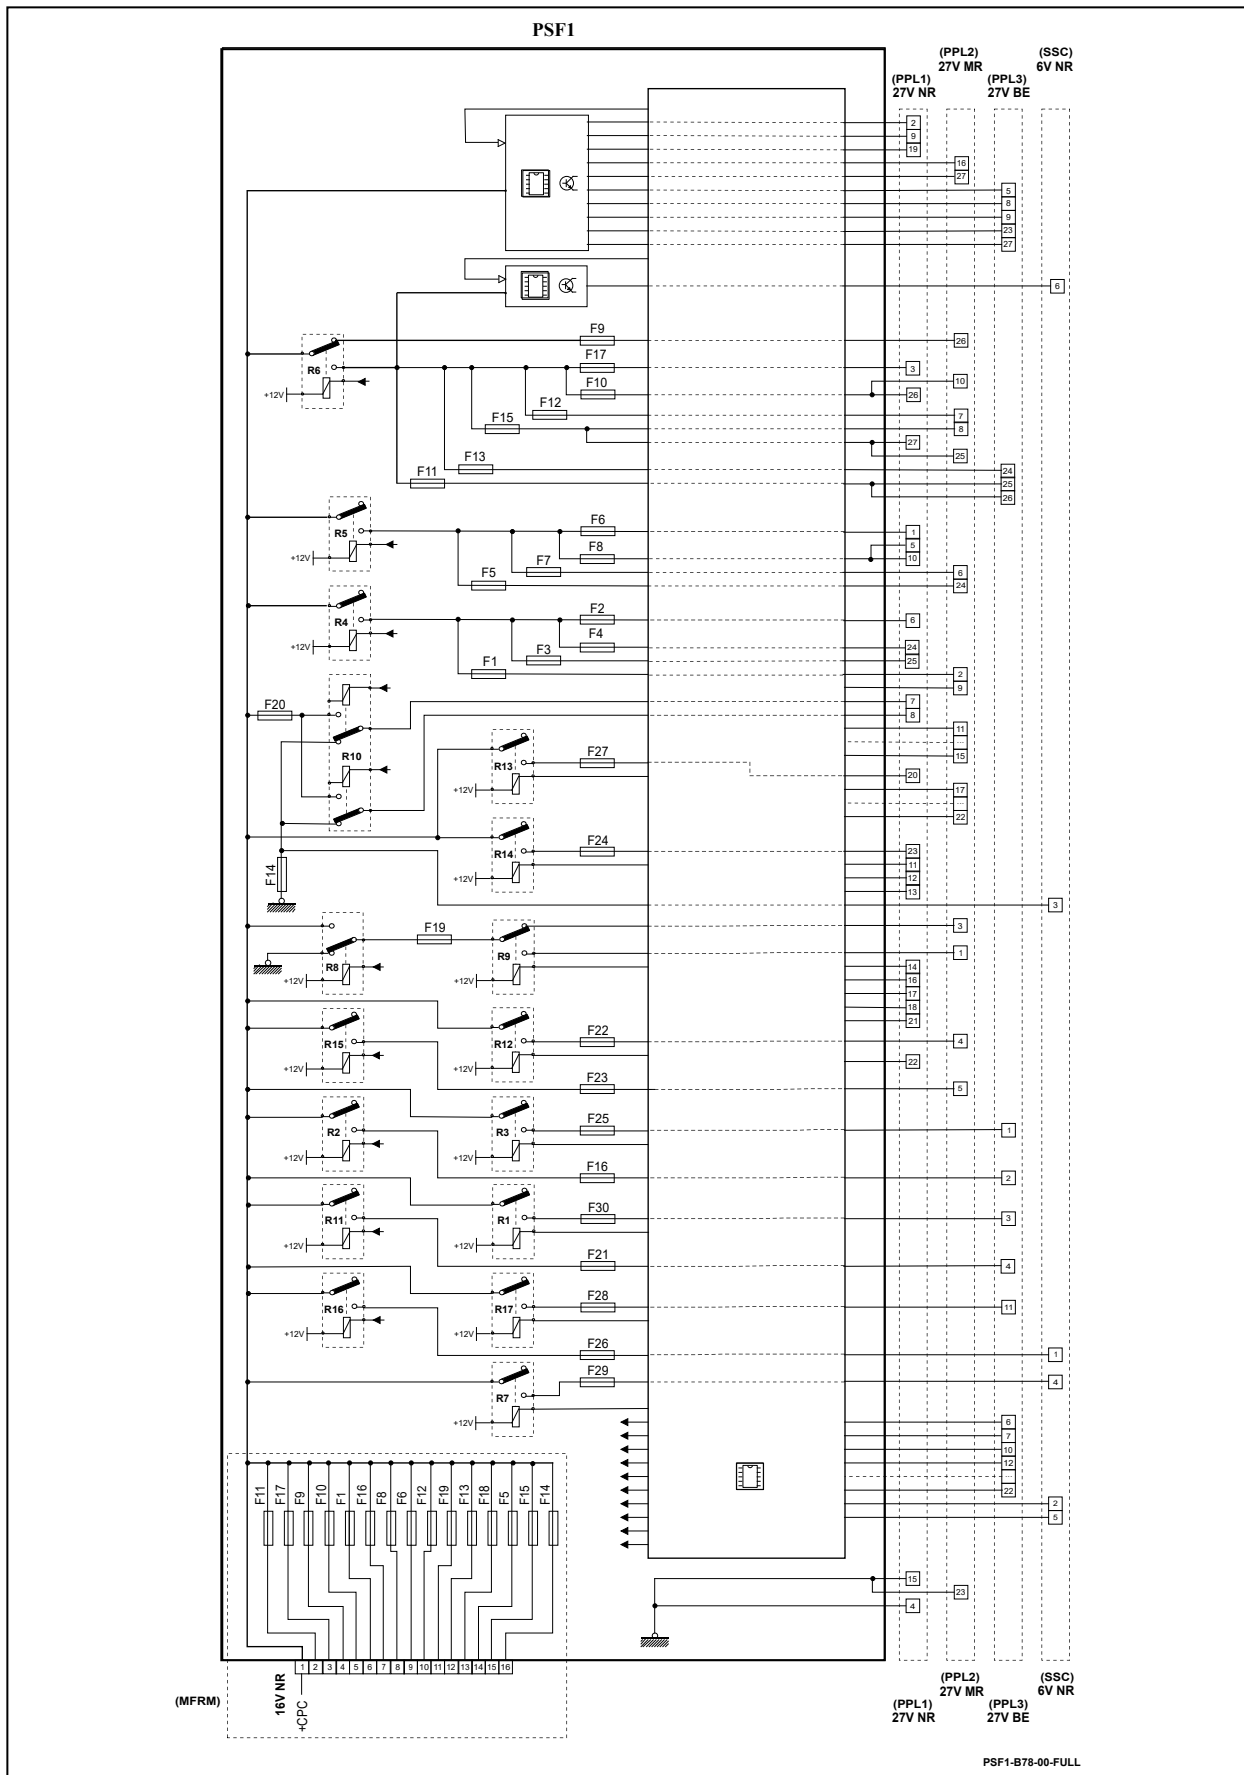 PSF1
(PPL2)
27V MR
(SSC)
6V NR
(PPL1)
27V NR
(PPL3)
27V BE
2
9
19
16
27
5
8
9
23
27
6
F9
26
R6
F17
3
+12V
F10
10
26
F12
7
F15
8
27
25
F13
24
F11
25
26
R5
F6
1
+12V
F8
5
10
F7
6
F5
24
R4
F2
6
+12V
F4
24
F3
25
F1
2
9
F20
7
8
R10
11
...
15
R13
F27
20
+12V
17
...
22
R14
F24
23
+12V
11
12
13
F14
3
R8
F19
R9
3
+12V
+12V
1
14
16
17
18
21
R15
R12
F22
4
+12V
+12V
22
F23
5
R2
R3
F25
1
+12V
+12V
F16
2
R11
R1
F30
3
+12V
+12V
F21
4
R16
R17
F28
11
+12V
+12V
F26
1
R7
F29
4
+12V
6
7
10
12
...
22
2
5
F11
F17
F9
F10
F1
F16
F8
F6
F12
F19
F13
F18
F5
F15
F14
15
23
4
1 2 3 4 5 6 7 8 9 10 11 12 13 14 15 16
(MFRM)
16V NR
+CPC
(PPL2)
27V MR
(SSC)
6V NR
(PPL1)
27V NR
(PPL3)
27V BE
PSF1-B78-00-FULL